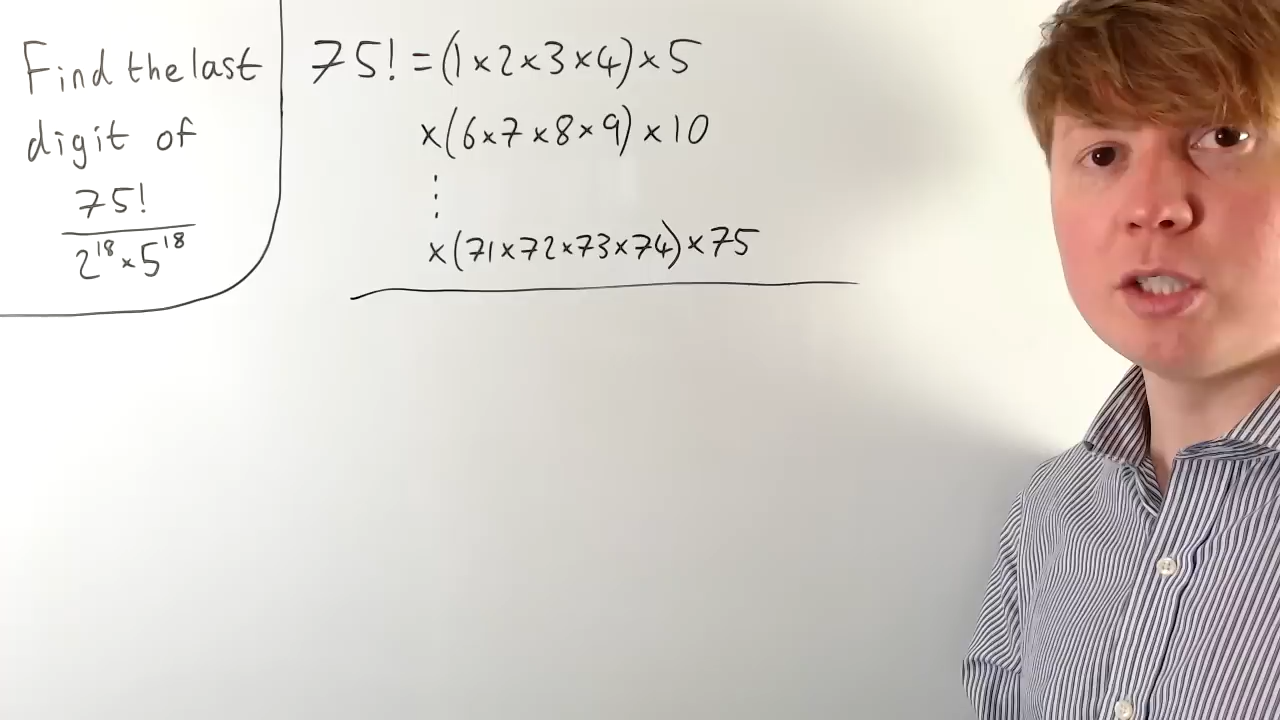 Find the last
digit of
75!
2^18 × 5^18
75! = (1 × 2 × 3 × 4) × 5
× (6 × 7 × 8 × 9) × 10
⋮
× (71 × 72 × 73 × 74) × 75